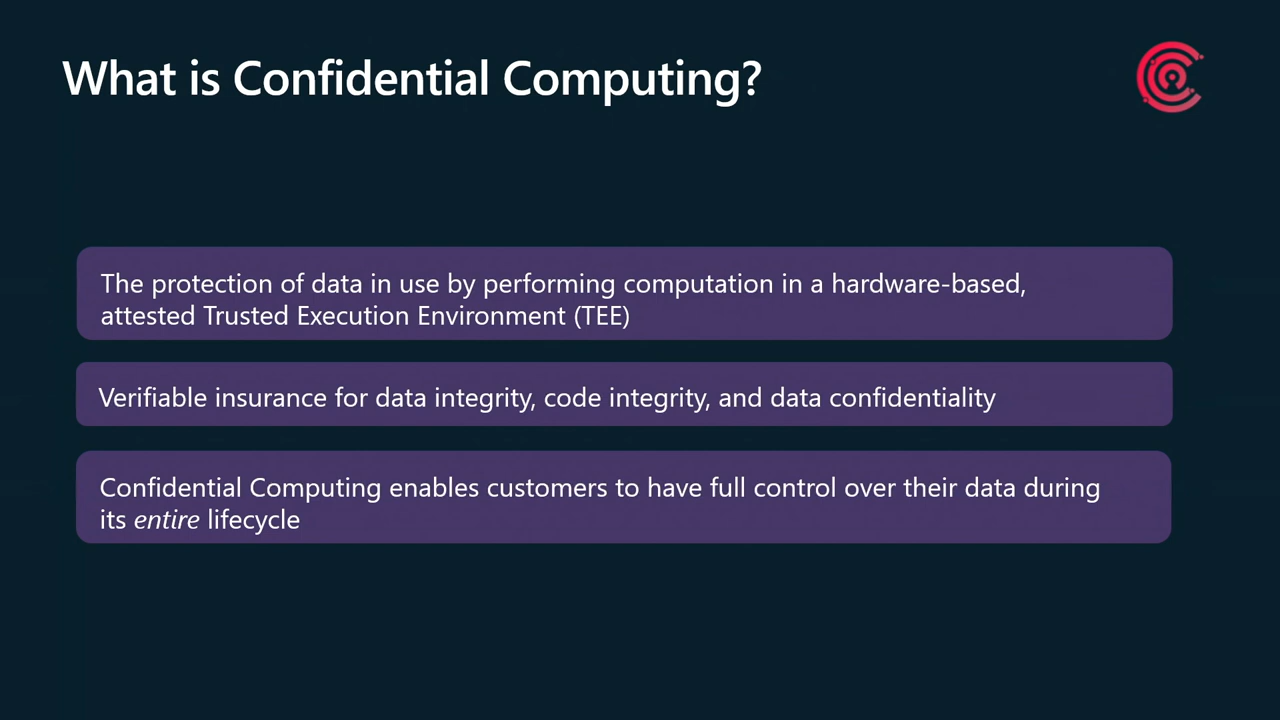 What is Confidential Computing?
The protection of data in use by performing computation in a hardware-based,
attested Trusted Execution Environment (TEE)
Verifiable insurance for data integrity, code integrity, and data confidentiality
Confidential Computing enables customers to have full control over their data during
its entire lifecycle